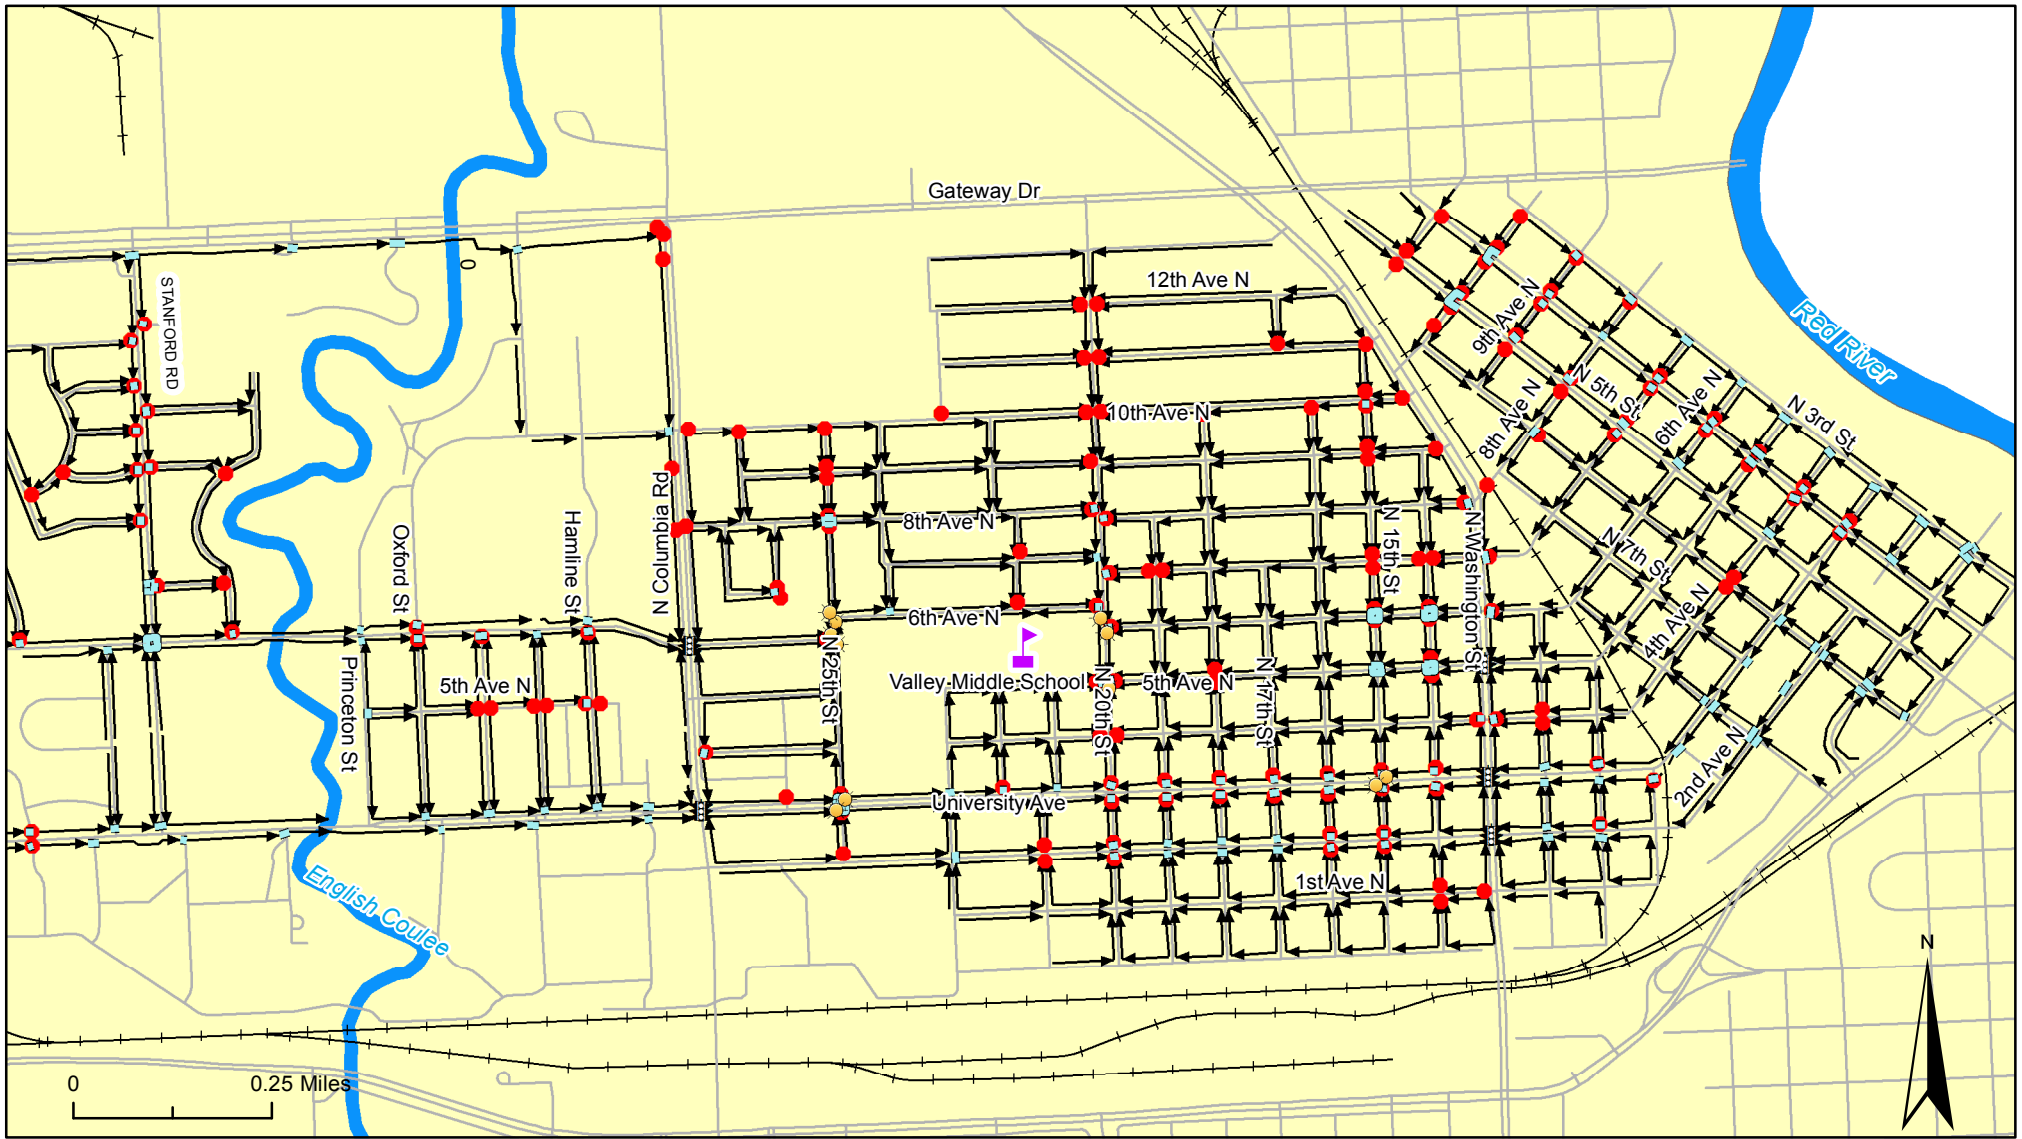 Gateway Dr
STANFORD RD
0
12th Ave N
10th Ave N
8th Ave N
6th Ave N
5th Ave N
Valley Middle School
5th Ave N
University Ave
1st Ave N
Oxford St
Hamline St
Princeton St
N Columbia Rd
N 25th St
N 20th St
N 17th St
N 15th St
N Washington St
9th Ave N
8th Ave N
N 5th St
6th Ave N
N 3rd St
N 7th St
4th Ave N
2nd Ave N
Red River
English Coulee
N
0
0.25 Miles